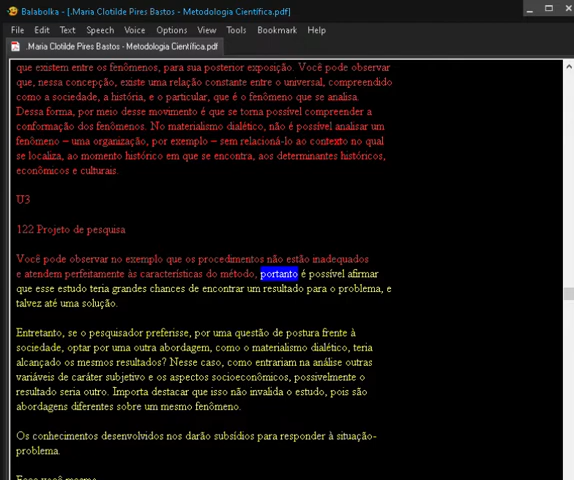 Balabolka - [.Maria Clotilde Pires Bastos - Metodologia Científica.pdf]
File Edit Text Speech Voice Options View Tools Bookmark Help
.Maria Clotilde Pires Bastos - Metodologia Científica.pdf
que existem entre os fenômenos, para sua posterior exposição. Você pode observar
que, nessa concepção, existe uma relação constante entre o universal, compreendido
como a sociedade, a história, e o particular, que é o fenômeno que se analisa.
Dessa forma, por meio desse movimento é que se torna possível compreender a
conformação dos fenômenos. No materialismo dialético, não é possível analisar um
fenômeno – uma organização, por exemplo – sem relacioná-lo ao contexto no qual
se localiza, ao momento histórico em que se encontra, aos determinantes históricos,
econômicos e culturais.
U3
122 Projeto de pesquisa
Você pode observar no exemplo que os procedimentos não estão inadequados
e atendem perfeitamente às características do método, portanto é possível afirmar
que esse estudo teria grandes chances de encontrar um resultado para o problema, e
talvez até uma solução.
Entretanto, se o pesquisador preferisse, por uma questão de postura frente à
sociedade, optar por uma outra abordagem, como o materialismo dialético, teria
alcançado os mesmos resultados? Nesse caso, como entrariam na análise outras
variáveis de caráter subjetivo e os aspectos socioeconômicos, possivelmente o
resultado seria outro. Importa destacar que isso não invalida o estudo, pois são
abordagens diferentes sobre um mesmo fenômeno.
Os conhecimentos desenvolvidos nos darão subsídios para responder à situação-
problema.